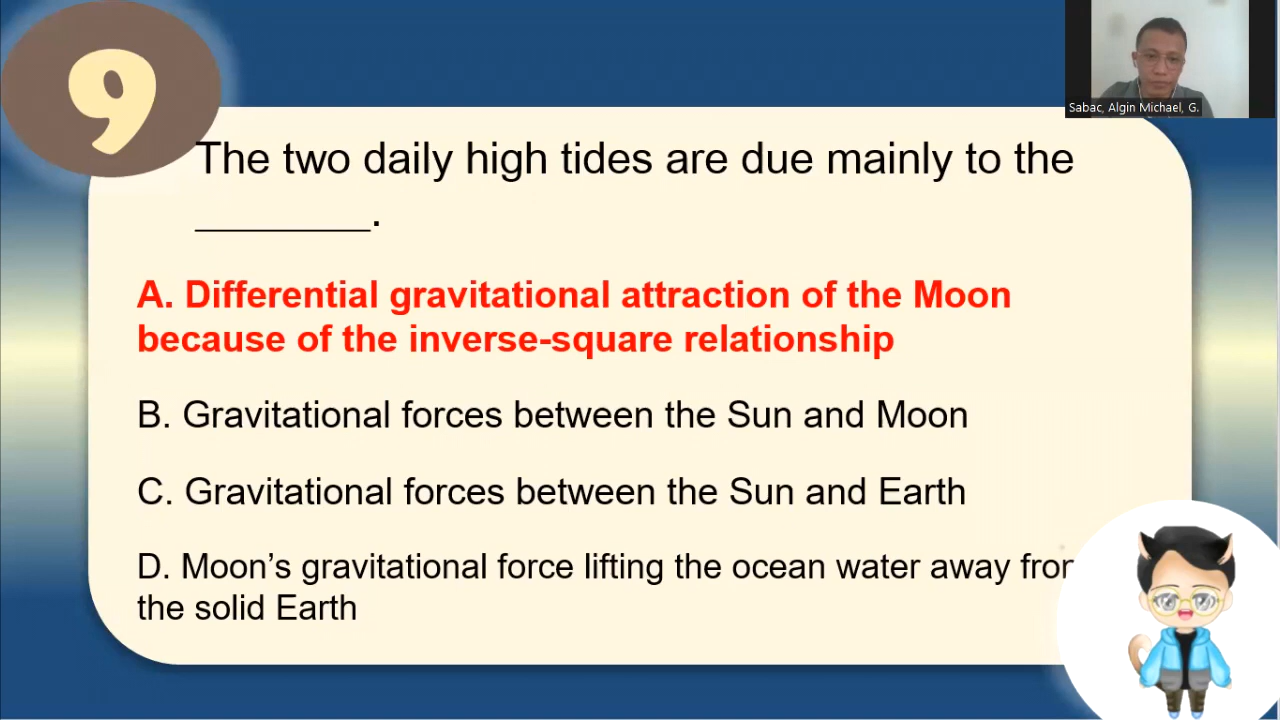 9
Sabac, Algin Michael, G.
The two daily high tides are due mainly to the
________.
A. Differential gravitational attraction of the Moon
because of the inverse-square relationship
B. Gravitational forces between the Sun and Moon
C. Gravitational forces between the Sun and Earth
D. Moon’s gravitational force lifting the ocean water away
the solid Earth